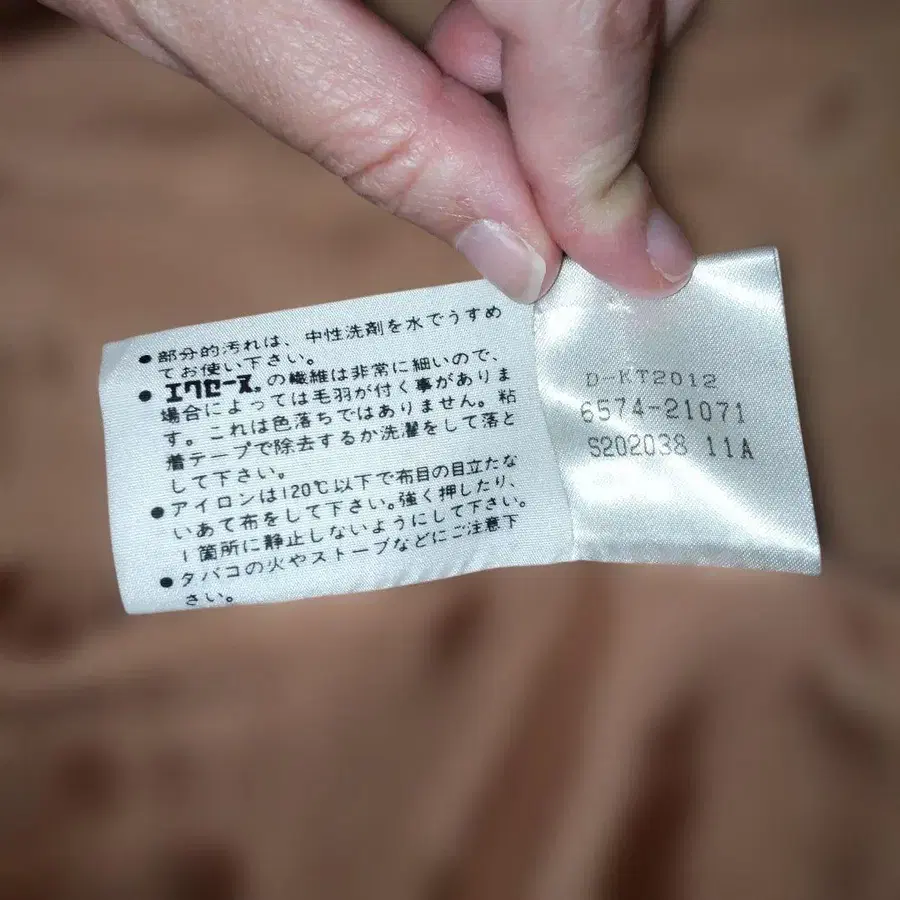 ●部分的汚れは、中性洗剤を水でうすめ
てお使い下さい。
●エクセーヌ®の繊維は非常に細いので、
場合によっては毛羽が付く事がありま
す。これは色落ちではありません。粘
着テープで除去するか洗濯をして落と
して下さい。
●アイロンは120℃以下で布目の目立たな
いあて布をして下さい。強く押したり、
1箇所に静止しないようにして下さい。
●タバコの火やストーブなどにご注意下
さい。
D-KT2012
6574-21071
S202038 11A